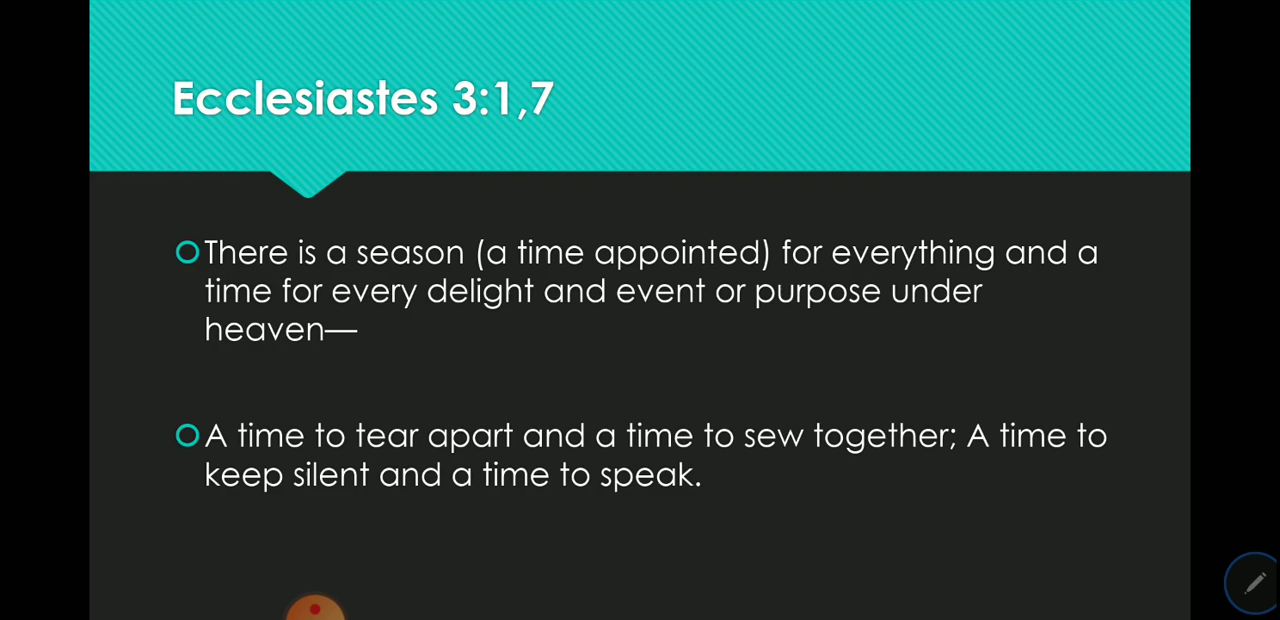 Ecclesiastes 3:1,7
There is a season (a time appointed) for everything and a
time for every delight and event or purpose under
heaven—
A time to tear apart and a time to sew together; A time to
keep silent and a time to speak.